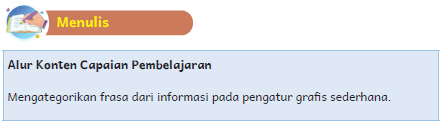 Menulis
Alur Konten Capaian Pembelajaran
Mengategorikan frasa dari informasi pada pengatur grafis sederhana.